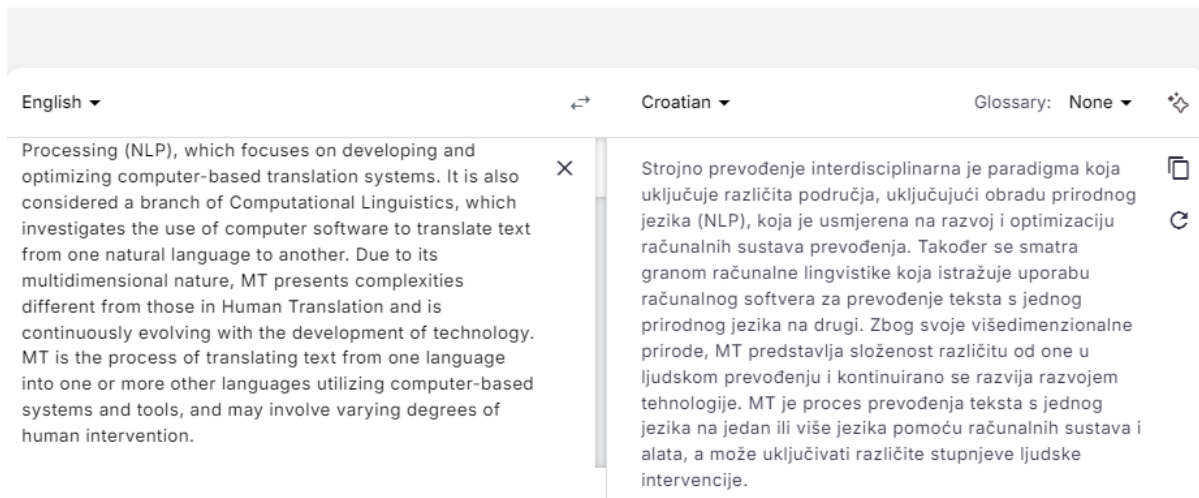 English
Croatian
Glossary: None
Processing (NLP), which focuses on developing and
optimizing computer-based translation systems. It is also
considered a branch of Computational Linguistics, which
investigates the use of computer software to translate text
from one natural language to another. Due to its
multidimensional nature, MT presents complexities
different from those in Human Translation and is
continuously evolving with the development of technology.
MT is the process of translating text from one language
into one or more other languages utilizing computer-based
systems and tools, and may involve varying degrees of
human intervention.
Strojno prevođenje interdisciplinarna je paradigma koja
uključuje različita područja, uključujući obradu prirodnog
jezika (NLP), koja je usmjerena na razvoj i optimizaciju
računalnih sustava prevođenja. Također se smatra
granom računalne lingvistike koja istražuje uporabu
računalnog softvera za prevođenje teksta s jednog
prirodnog jezika na drugi. Zbog svoje višedimenzionalne
prirode, MT predstavlja složenost različitu od one u
ljudskom prevođenju i kontinuirano se razvija razvojem
tehnologije. MT je proces prevođenja teksta s jednog
jezika na jedan ili više jezika pomoću računalnih sustava i
alata, a može uključivati različite stupnjeve ljudske
intervencije.